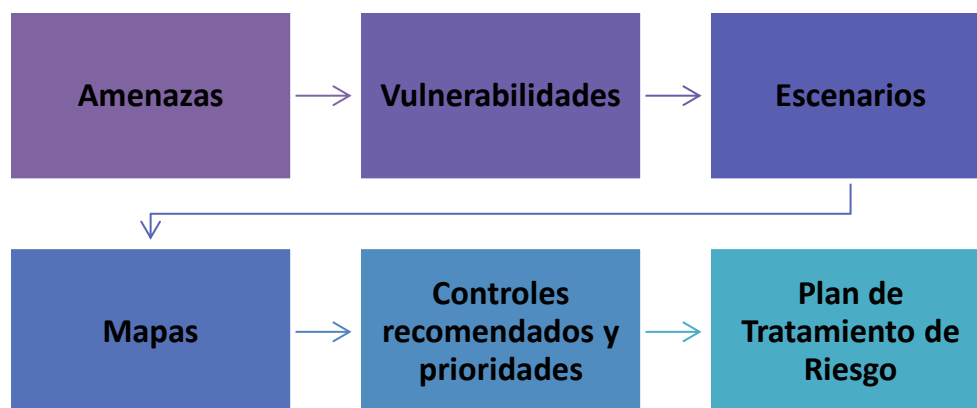 Amenazas
Vulnerabilidades
Escenarios
Mapas
Controles
recomendados y
prioridades
Plan de
Tratamiento de
Riesgo